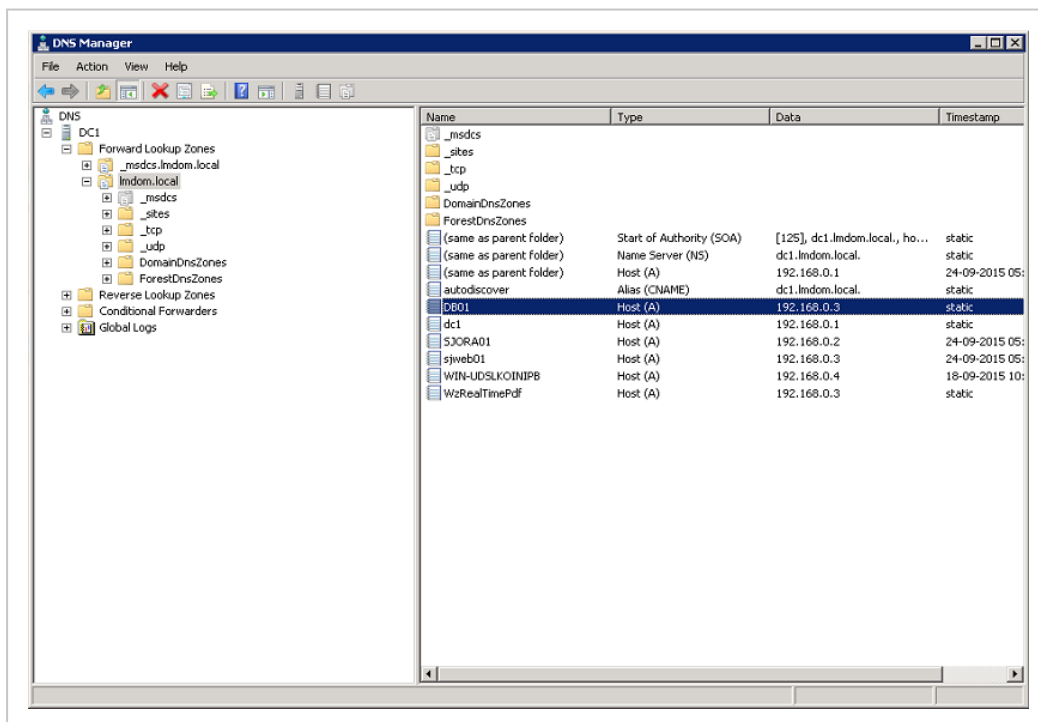 DNS Manager
File Action View Help
DNS
DC1
Forward Lookup Zones
_msdcs.lmdom.local
lmdom.local
_msdcs
_sites
_tcp
_udp
DomainDnsZones
ForestDnsZones
Reverse Lookup Zones
Conditional Forwarders
Global Logs
Name Type Data Timestamp
_msdcs
_sites
_tcp
_udp
DomainDnsZones
ForestDnsZones
(same as parent folder) Start of Authority (SOA) [125], dc1.lmdom.local., ho... static
(same as parent folder) Name Server (NS) dc1.lmdom.local. static
(same as parent folder) Host (A) 192.168.0.1 24-09-2015 05:
autodiscover Alias (CNAME) dc1.lmdom.local. static
DB01 Host (A) 192.168.0.3 static
dc1 Host (A) 192.168.0.1 static
SJORA01 Host (A) 192.168.0.2 24-09-2015 05:
sjweb01 Host (A) 192.168.0.3 24-09-2015 05:
WIN-UDSLKOINIPB Host (A) 192.168.0.4 18-09-2015 10:
WzRealTimePdf Host (A) 192.168.0.3 static